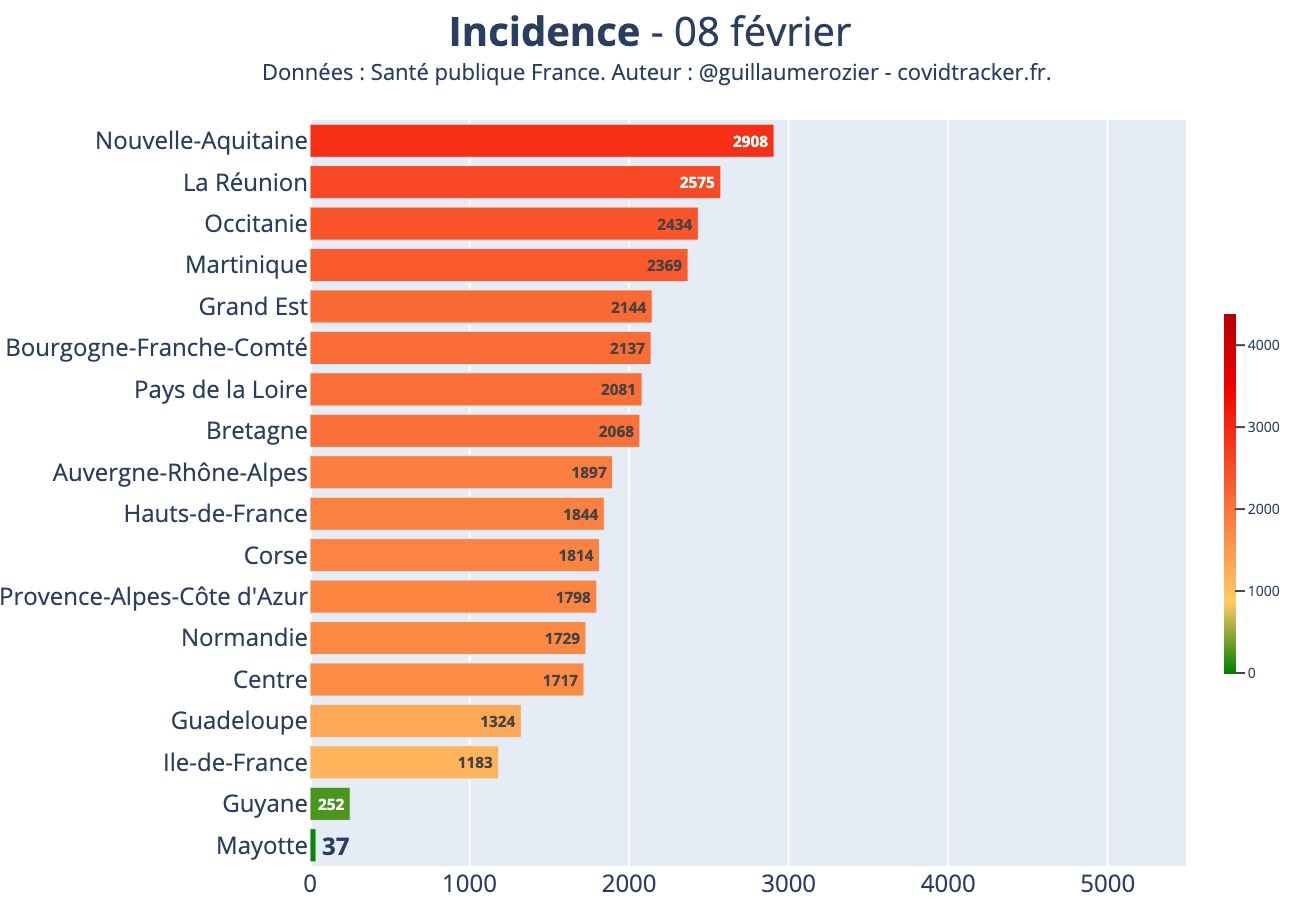 Incidence - 08 février
Données : Santé publique France. Auteur : @guillaumerozier - covidtracker.fr.
Nouvelle-Aquitaine 2908
La Réunion 2575
Occitanie 2434
Martinique 2369
Grand Est 2144
Bourgogne-Franche-Comté 2137
Pays de la Loire 2081
Bretagne 2068
Auvergne-Rhône-Alpes 1897
Hauts-de-France 1844
Corse 1814
Provence-Alpes-Côte d'Azur 1798
Normandie 1729
Centre 1717
Guadeloupe 1324
Ile-de-France 1183
Guyane 252
Mayotte 37
0 1000 2000 3000 4000 5000
4000
3000
2000
1000
0